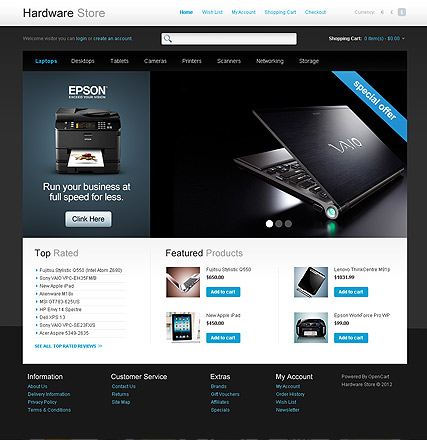 Hardware Store
Home Wish List My Account Shopping Cart Checkout
Currency: € £ $
Welcome visitor you can login or create an account.
Shopping Cart: 0 item(s) - $0.00
Laptops Desktops Tablets Cameras Printers Scanners Networking Storage
EPSON
EXCEED YOUR VISION
Run your business at
full speed for less.
Click Here
special offer
VAIO
Top Rated
Fujitsu Stylistic Q550 (Intel Atom Z690)
Sony VAIO VPC-EH35FM/B
New Apple iPad
Alienware M18x
MSI GT783-625US
HP Envy 14 Spectre
Dell XPS 13
Sony VAIO VPC-SE23FX/S
Acer Aspire 5349-2635
SEE ALL TOP RATED REVIEWS >>
Featured Products
Fujitsu Stylistic Q550
$650.00
Add to cart
Lenovo ThinkCentre M91p
$1031.99
Add to cart
New Apple iPad
$450.00
Add to cart
Epson WorkForce Pro WP
$99.00
Add to cart
Information
About Us
Delivery Information
Privacy Policy
Terms & Conditions
Customer Service
Contact Us
Returns
Site Map
Extras
Brands
Gift Vouchers
Affiliates
Specials
My Account
My Account
Order History
Wish List
Newsletter
Powered By OpenCart
Hardware Store © 2012